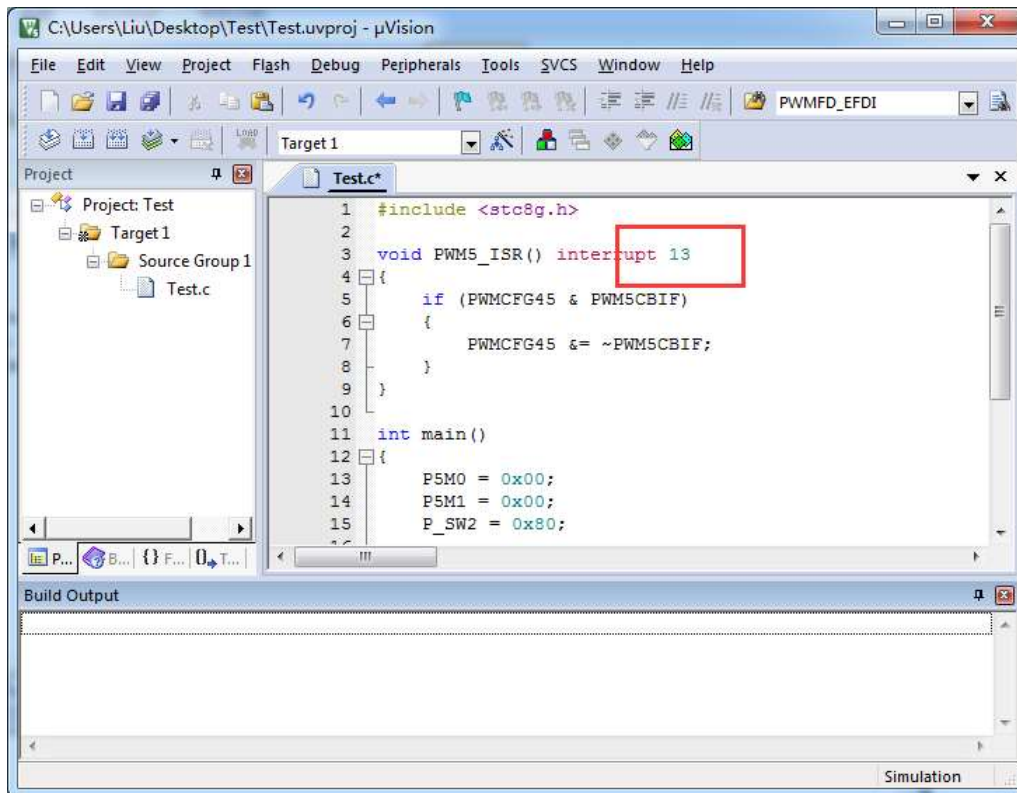 C:\Users\Liu\Desktop\Test\Test.uvproj - µVision
File Edit View Project Flash Debug Peripherals Tools SVCS Window Help
PWMFD_EFDI
LOAD Target 1
Project
Test.c*
Project: Test
Target 1
Source Group 1
Test.c
1 #include <stc8g.h>
2
3 void PWM5_ISR() interrupt 13
4 {
5 if (PWMCFG45 & PWM5CBIF)
6 {
7 PWMCFG45 &= ~PWM5CBIF;
8 }
9 }
10
11 int main()
12 {
13 P5M0 = 0x00;
14 P5M1 = 0x00;
15 P_SW2 = 0x80;
P... B... {} F... 0 T...
Build Output
Simulation